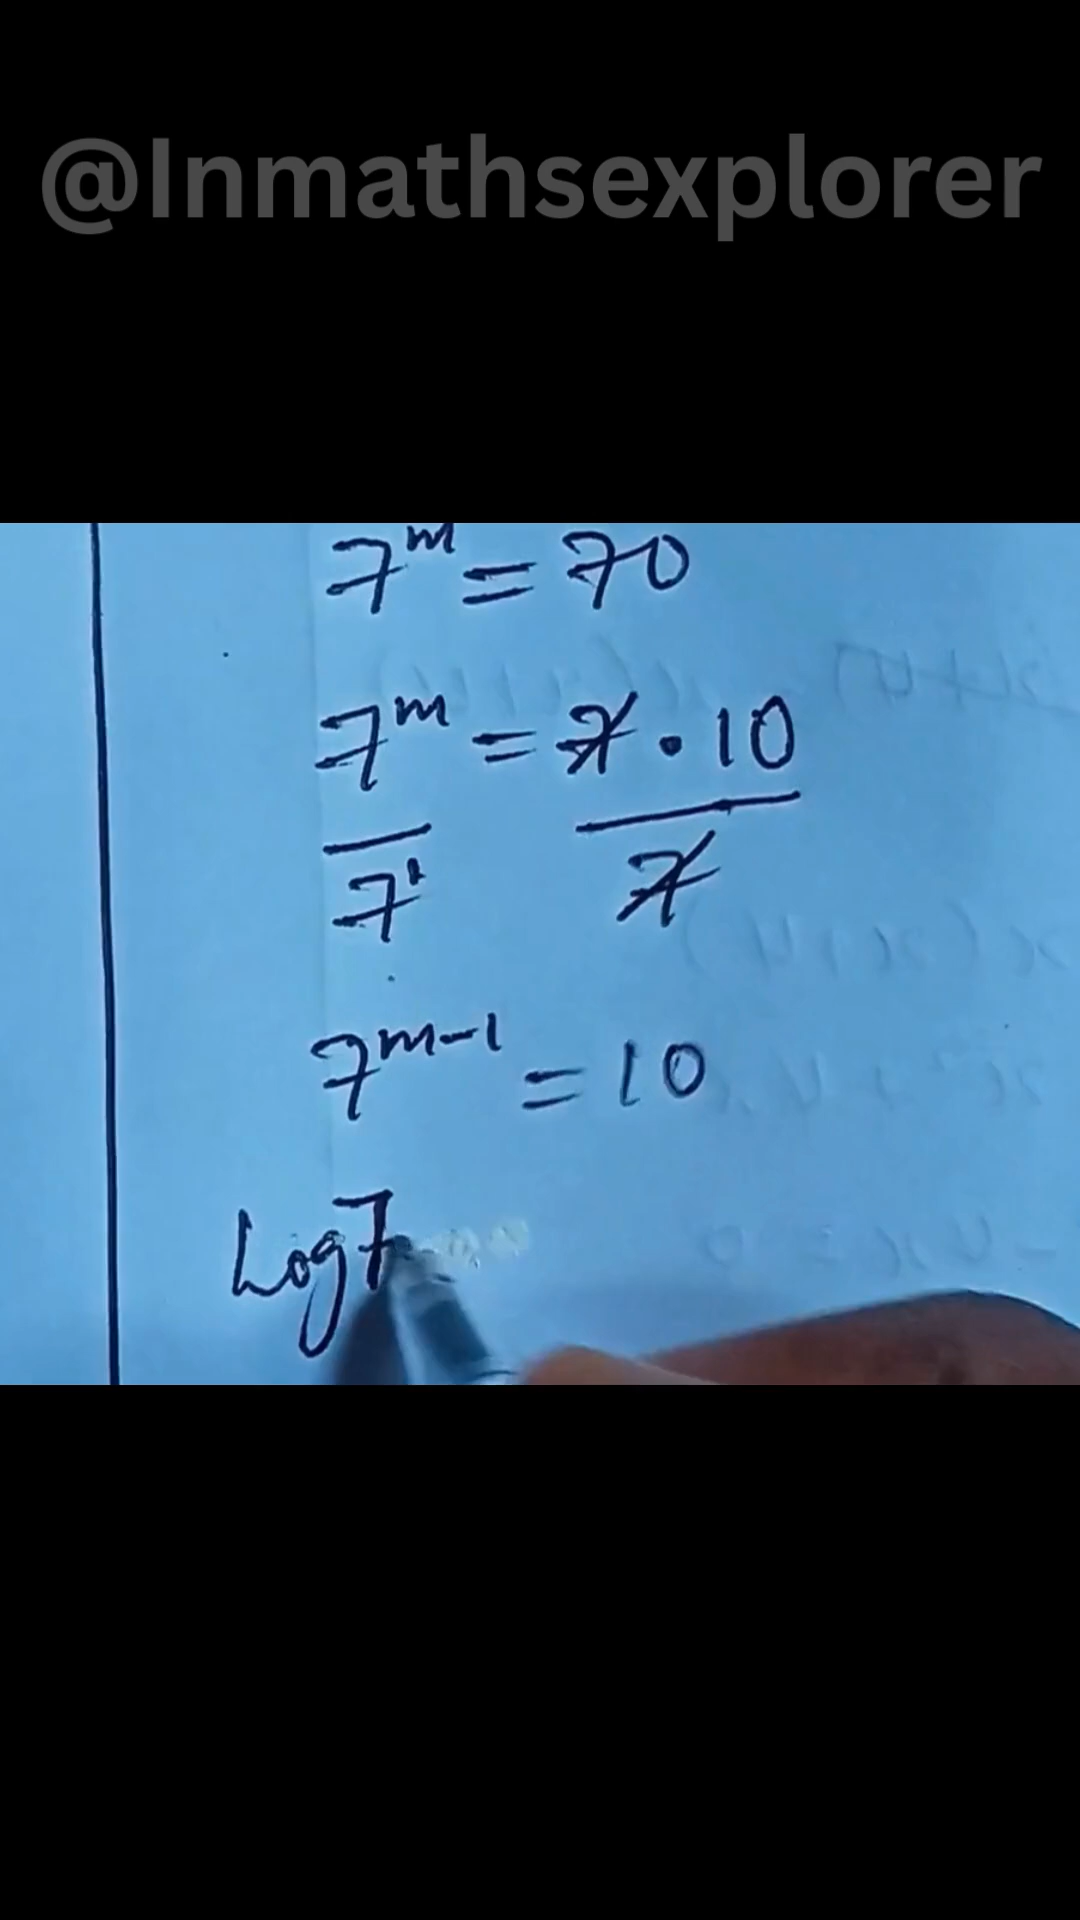 @Inmathsexplorer
7^m = 70
7^m = 7 · 10
7^1 7
7^m-1 = 10
Log7